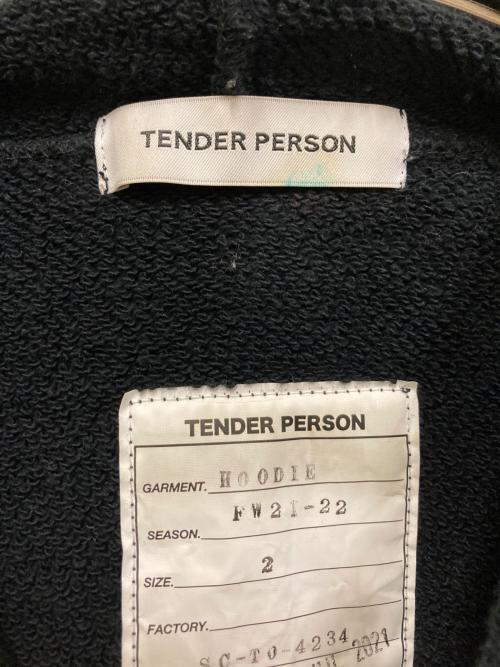 TENDER PERSON
TENDER PERSON
GARMENT. HOODIE
SEASON. FW21-22
SIZE. 2
FACTORY.
SC-TO-4234
2021